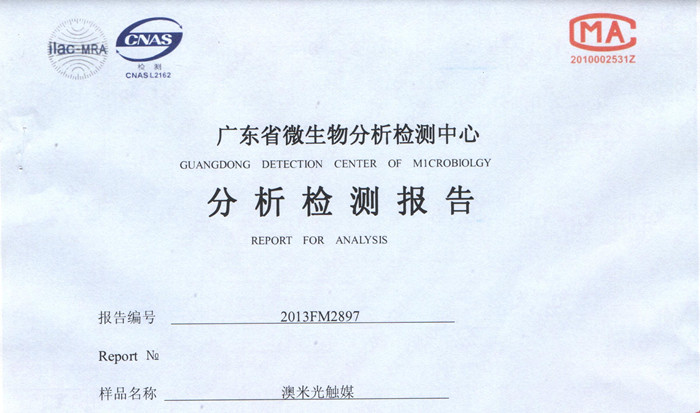 ilac-MRA
CNAS
检 测
CNAS L2162
MA
2010002531Z
广东省微生物分析检测中心
GUANGDONG DETECTION CENTER OF M1CROBIOLGY
分析检测报告
REPORT FOR ANALYSIS
报告编号 2013FM2897
Report №
样品名称 澳米光触媒